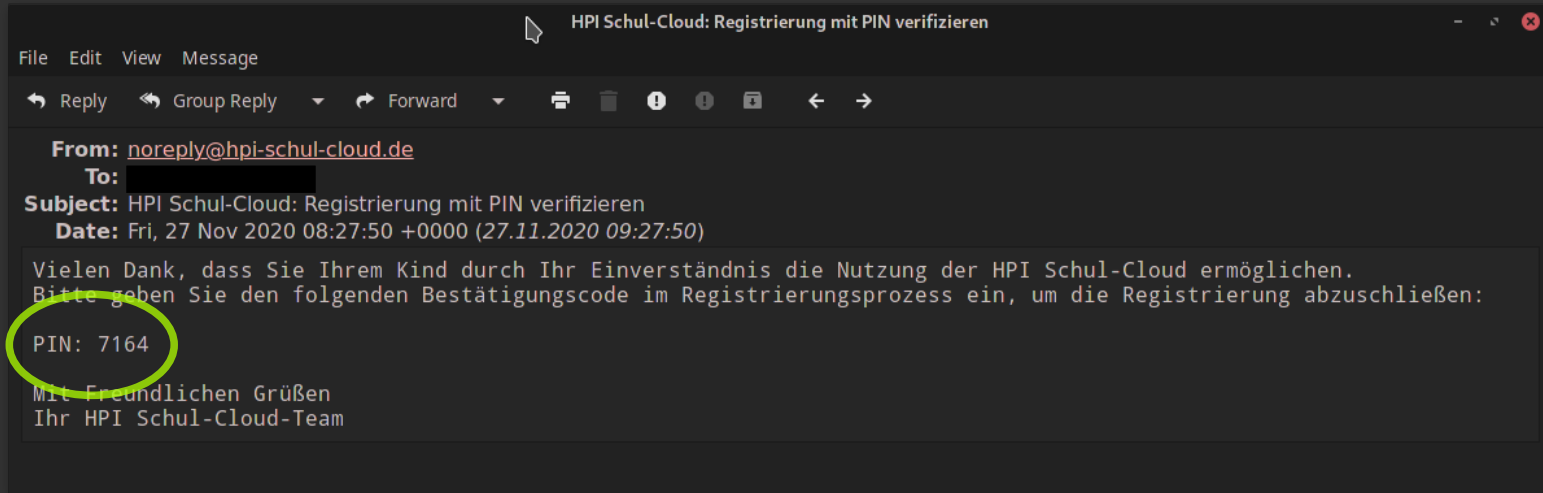 HPI Schul-Cloud: Registrierung mit PIN verifizieren
File Edit View Message
Reply Group Reply Forward
From: noreply@hpi-schul-cloud.de
To:
Subject: HPI Schul-Cloud: Registrierung mit PIN verifizieren
Date: Fri, 27 Nov 2020 08:27:50 +0000 (27.11.2020 09:27:50)
Vielen Dank, dass Sie Ihrem Kind durch Ihr Einverständnis die Nutzung der HPI Schul-Cloud ermöglichen.
Bitte geben Sie den folgenden Bestätigungscode im Registrierungsprozess ein, um die Registrierung abzuschließen:
PIN: 7164
Mit Freundlichen Grüßen
Ihr HPI Schul-Cloud-Team